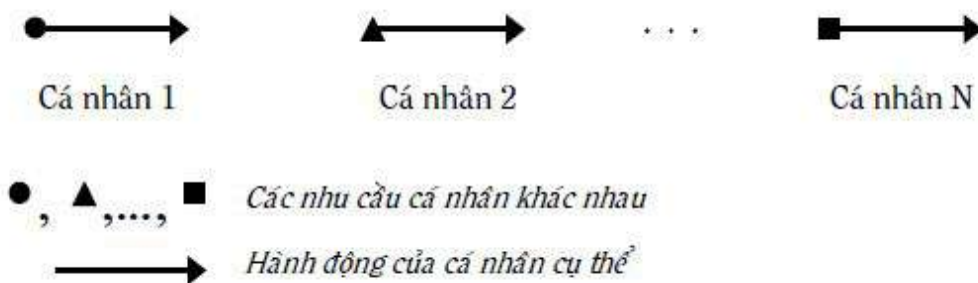 . . .
Cá nhân 1 Cá nhân 2 Cá nhân N
, ,..., Các nhu cầu cá nhân khác nhau
Hành động của cá nhân cụ thể